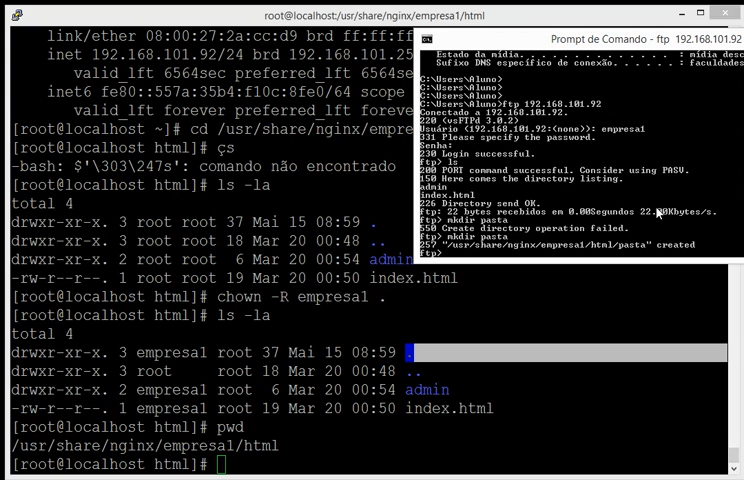 root@localhost:/usr/share/nginx/empresa1/html
link/ether 08:00:27:2a:cc:d9 brd ff:ff:ff
inet 192.168.101.92/24 brd 192.168.101.25
valid_lft 6564sec preferred_lft 6564sec
inet6 fe80::557a:35b4:f10c:8fe0/64 scope
valid_lft forever preferred_lft forever
[root@localhost ~]# cd /usr/share/nginx/empre
[root@localhost html]# çs
-bash: $'\303\247s': comando não encontrado
[root@localhost html]# ls -la
total 4
drwxr-xr-x. 3 root root 37 Mai 15 08:59 .
drwxr-xr-x. 3 root root 18 Mar 20 00:48 ..
drwxr-xr-x. 2 root root  6 Mar 20 00:54 admin
-rw-r--r--. 1 root root 19 Mar 20 00:50 index.html
[root@localhost html]# chown -R empresa1 .
[root@localhost html]# ls -la
total 4
drwxr-xr-x. 3 empresa1 root 37 Mai 15 08:59 .
drwxr-xr-x. 3 root     root 18 Mar 20 00:48 ..
drwxr-xr-x. 2 empresa1 root  6 Mar 20 00:54 admin
-rw-r--r--. 1 empresa1 root 19 Mar 20 00:50 index.html
[root@localhost html]# pwd
/usr/share/nginx/empresa1/html
[root@localhost html]#
Prompt de Comando - ftp 192.168.101.92
Estado da mídia. . . . . . . . . . . . . . : mídia desc
Sufixo DNS específico de conexão. . . . . . : faculdades
C:\Users\Aluno>
C:\Users\Aluno>
C:\Users\Aluno>
C:\Users\Aluno>ftp 192.168.101.92
Conectado a 192.168.101.92.
220 (vsFTPd 3.0.2)
Usuário (192.168.101.92:(none)): empresa1
331 Please specify the password.
Senha:
230 Login successful.
ftp> ls
200 PORT command successful. Consider using PASV.
150 Here comes the directory listing.
admin
index.html
226 Directory send OK.
ftp: 22 bytes recebidos em 0.00Segundos 22.00Kbytes/s.
ftp> mkdir pasta
550 Create directory operation failed.
ftp> mkdir pasta
257 "/usr/share/nginx/empresa1/html/pasta" created
ftp>